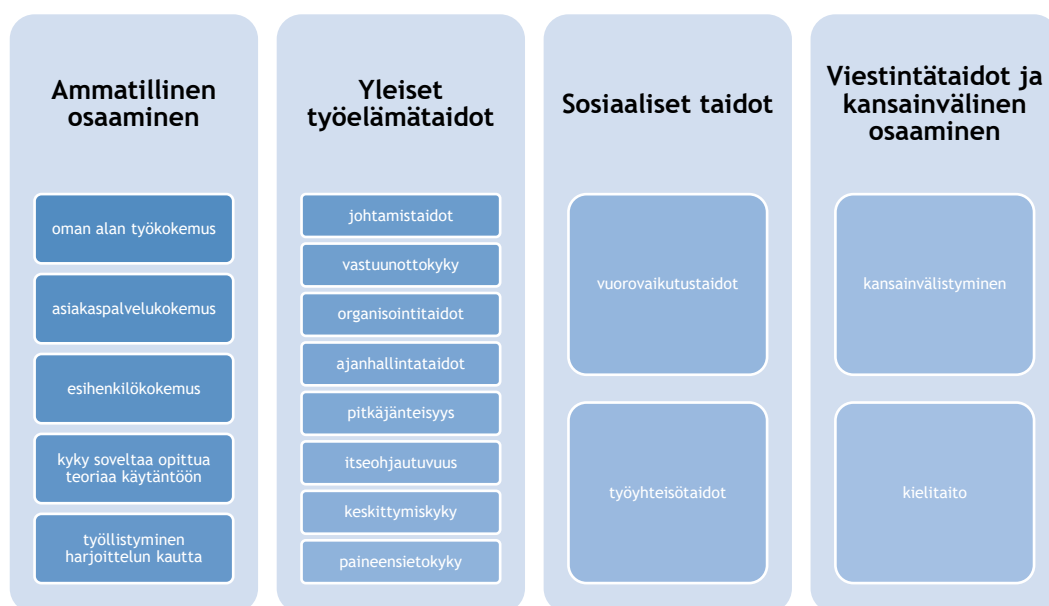 Ammatillinen
osaaminen
oman alan työkokemus
asiakaspalvelukokemus
esihenkilökokemus
kyky soveltaa opittua
teoriaa käytäntöön
työllistyminen
harjoittelun kautta
Yleiset
työelämätaidot
johtamistaidot
vastuunottokyky
organisointitaidot
ajanhallintataidot
pitkäjänteisyys
itseohjautuvuus
keskittymiskyky
paineensietokyky
Sosiaaliset taidot
vuorovaikutustaidot
työyhteisötaidot
Viestintätaidot ja
kansainvälinen
osaaminen
kansainvälistyminen
kielitaito